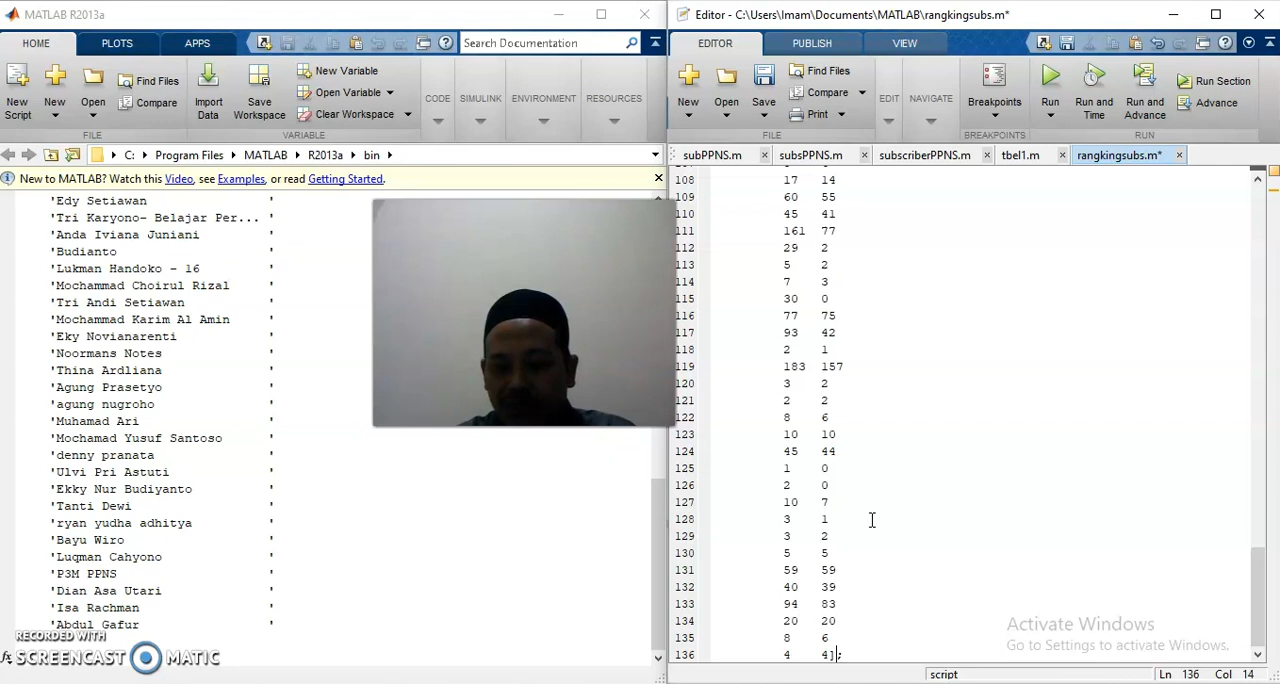 MATLAB R2013a
HOME PLOTS APPS
Search Documentation
New Script
New
Open
Find Files
Compare
Import Data
Save Workspace
New Variable
Open Variable
Clear Workspace
CODE SIMULINK ENVIRONMENT RESOURCES
FILE VARIABLE
C: Program Files MATLAB R2013a bin
New to MATLAB? Watch this Video, see Examples, or read Getting Started.
'Edy Setiawan '
'Tri Karyono- Belajar Per... '
'Anda Iviana Juniani '
'Budianto '
'Lukman Handoko - 16 '
'Mochammad Choirul Rizal '
'Tri Andi Setiawan '
'Mochammad Karim Al Amin '
'Eky Novianarenti '
'Noormans Notes '
'Thina Ardliana '
'Agung Prasetyo '
'agung nugroho '
'Muhamad Ari '
'Mochamad Yusuf Santoso '
'denny pranata '
'Ulvi Pri Astuti '
'Ekky Nur Budiyanto '
'Tanti Dewi '
'ryan yudha adhitya '
'Bayu Wiro '
'Luqman Cahyono '
'P3M PPNS '
'Dian Asa Utari '
'Isa Rachman '
'Abdul Gafur '
RECORDED WITH
SCREENCAST MATIC
fx
Editor - C:\Users\Imam\Documents\MATLAB\rangkingsubs.m*
EDITOR PUBLISH VIEW
New
Open
Save
Find Files
Compare
Print
EDIT NAVIGATE
Breakpoints
Run
Run and Time
Run and Advance
Run Section
Advance
FILE BREAKPOINTS RUN
subPPNS.m subsPPNS.m subscriberPPNS.m tbel1.m rangkingsubs.m*
108 17 14
109 60 55
110 45 41
111 161 77
112 29 2
113 5 2
114 7 3
115 30 0
116 77 75
117 93 42
118 2 1
119 183 157
120 3 2
121 2 2
122 8 6
123 10 10
124 45 44
125 1 0
126 2 0
127 10 7
128 3 1
129 3 2
130 5 5
131 59 59
132 40 39
133 94 83
134 20 20
135 8 6
136 4 4];
Activate Windows
Go to Settings to activate Windows.
script Ln 136 Col 14